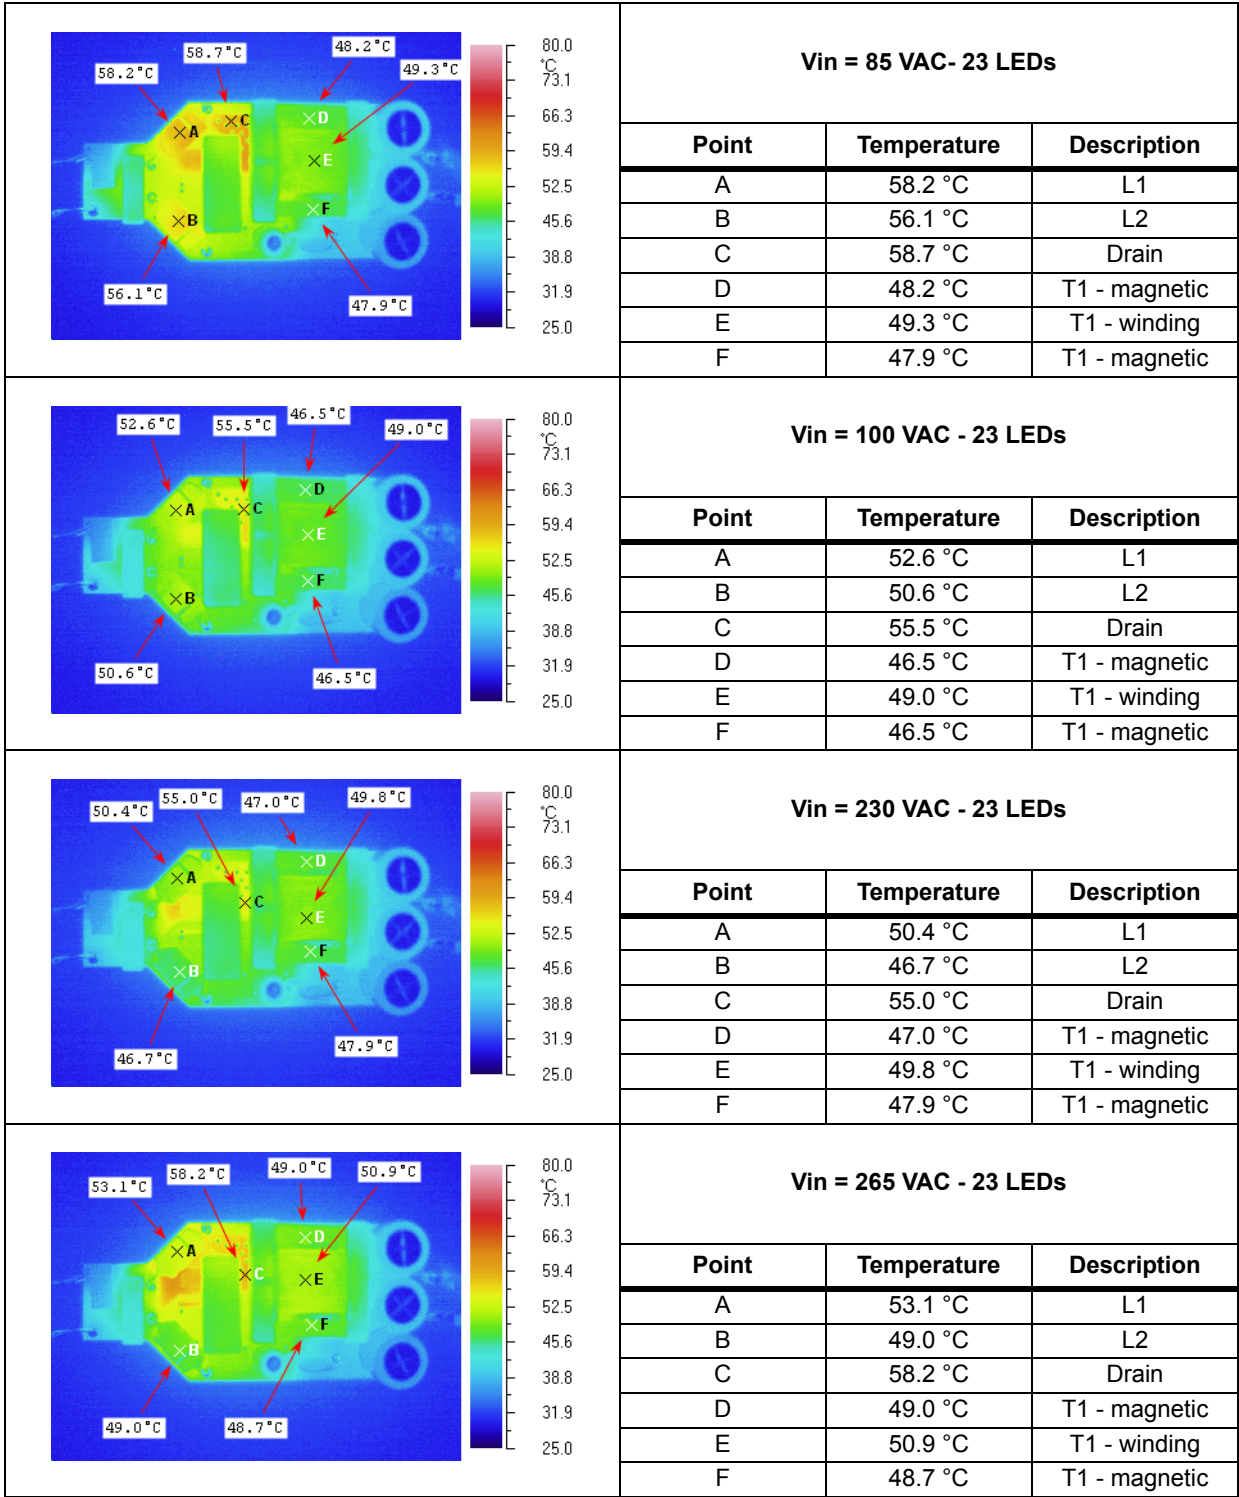 58.7°C
48.2°C
58.2°C
49.3°C
A
C
D
E
B
F
56.1°C
47.9°C
80.0
°C
73.1
66.3
59.4
52.5
45.6
38.8
31.9
25.0
Vin = 85 VAC- 23 LEDs
Point Temperature Description
A 58.2 °C L1
B 56.1 °C L2
C 58.7 °C Drain
D 48.2 °C T1 - magnetic
E 49.3 °C T1 - winding
F 47.9 °C T1 - magnetic
52.6°C
55.5°C
46.5°C
49.0°C
A
C
D
E
B
F
50.6°C
46.5°C
80.0
°C
73.1
66.3
59.4
52.5
45.6
38.8
31.9
25.0
Vin = 100 VAC - 23 LEDs
Point Temperature Description
A 52.6 °C L1
B 50.6 °C L2
C 55.5 °C Drain
D 46.5 °C T1 - magnetic
E 49.0 °C T1 - winding
F 46.5 °C T1 - magnetic
50.4°C
55.0°C
47.0°C
49.8°C
A
C
D
E
B
F
46.7°C
47.9°C
80.0
°C
73.1
66.3
59.4
52.5
45.6
38.8
31.9
25.0
Vin = 230 VAC - 23 LEDs
Point Temperature Description
A 50.4 °C L1
B 46.7 °C L2
C 55.0 °C Drain
D 47.0 °C T1 - magnetic
E 49.8 °C T1 - winding
F 47.9 °C T1 - magnetic
53.1°C
58.2°C
49.0°C
50.9°C
A
C
D
E
B
F
49.0°C
48.7°C
80.0
°C
73.1
66.3
59.4
52.5
45.6
38.8
31.9
25.0
Vin = 265 VAC - 23 LEDs
Point Temperature Description
A 53.1 °C L1
B 49.0 °C L2
C 58.2 °C Drain
D 49.0 °C T1 - magnetic
E 50.9 °C T1 - winding
F 48.7 °C T1 - magnetic